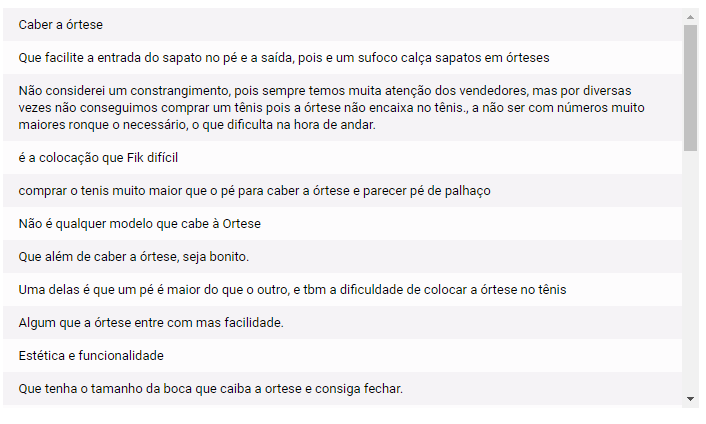 Caber a órtese
Que facilite a entrada do sapato no pé e a saída, pois e um sufoco calça sapatos em órteses
Não considerei um constrangimento, pois sempre temos muita atenção dos vendedores, mas por diversas
vezes não conseguimos comprar um tênis pois a órtese não encaixa no tênis., a não ser com números muito
maiores ronque o necessário, o que dificulta na hora de andar.
é a colocação que Fik difícil
comprar o tenis muito maior que o pé para caber a órtese e parecer pé de palhaço
Não é qualquer modelo que cabe à Ortese
Que além de caber a órtese, seja bonito.
Uma delas é que um pé é maior do que o outro, e tbm a dificuldade de colocar a órtese no tênis
Algum que a órtese entre com mas facilidade.
Estética e funcionalidade
Que tenha o tamanho da boca que caiba a ortese e consiga fechar.